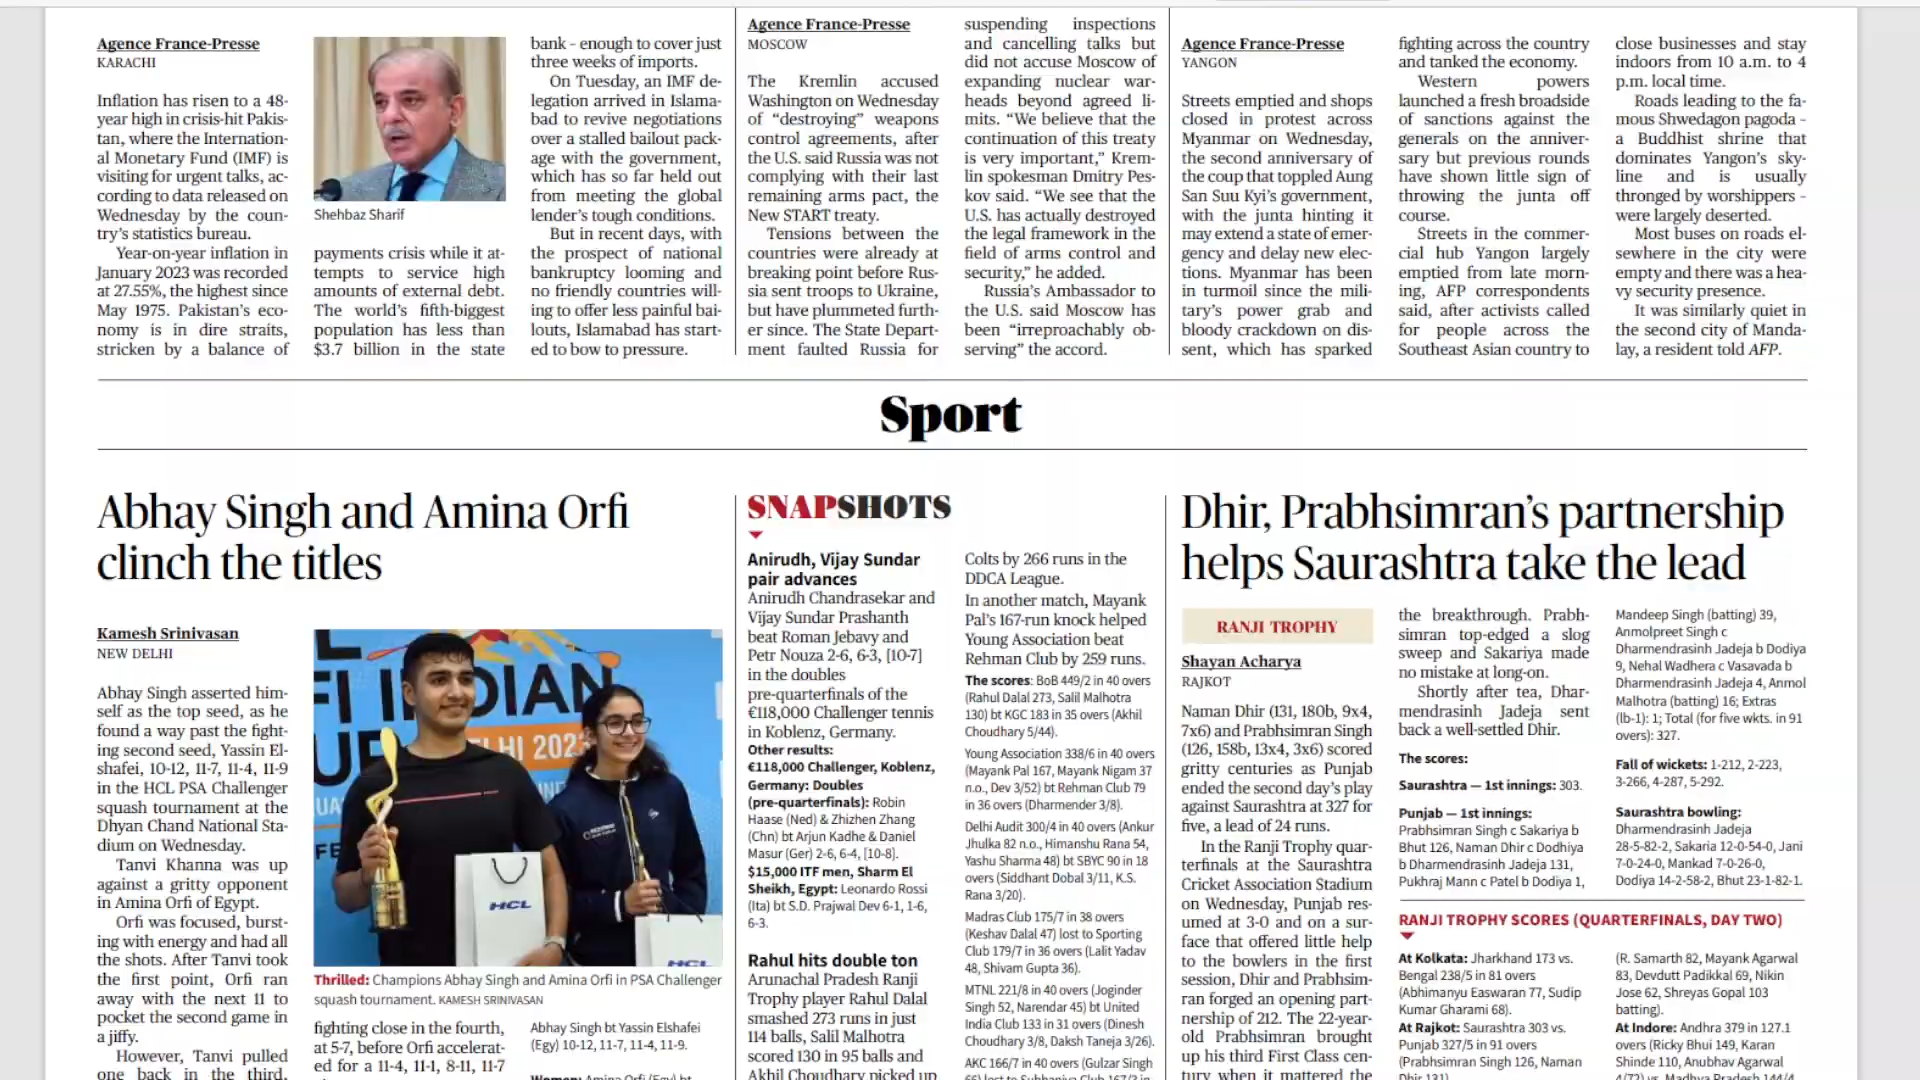 Agence France-Presse
KARACHI
Inflation has risen to a 48-
year high in crisis-hit Pakis-
tan, where the Internation-
al Monetary Fund (IMF) is
visiting for urgent talks, ac-
cording to data released on
Wednesday by the coun-
try's statistics bureau.
Year-on-year inflation in
January 2023 was recorded
at 27.55%, the highest since
May 1975. Pakistan's eco-
nomy is in dire straits,
stricken by a balance of
Shehbaz Sharif
payments crisis while it at-
tempts to service high
amounts of external debt.
The world's fifth-biggest
population has less than
$3.7 billion in the state
bank - enough to cover just
three weeks of imports.
On Tuesday, an IMF de-
legation arrived in Islama-
bad to revive negotiations
over a stalled bailout pack-
age with the government,
which has so far held out
from meeting the global
lender's tough conditions.
But in recent days, with
the prospect of national
bankruptcy looming and
no friendly countries will-
ing to offer less painful bai-
louts, Islamabad has start-
ed to bow to pressure.
Agence France-Presse
MOSCOW
The Kremlin accused
Washington on Wednesday
of “destroying” weapons
control agreements, after
the U.S. said Russia was not
complying with their last
remaining arms pact, the
New START treaty.
Tensions between the
countries were already at
breaking point before Rus-
sia sent troops to Ukraine,
but have plummeted furth-
er since. The State Depart-
ment faulted Russia for
suspending inspections
and cancelling talks but
did not accuse Moscow of
expanding nuclear war-
heads beyond agreed li-
mits. “We believe that the
continuation of this treaty
is very important,” Krem-
lin spokesman Dmitry Pes-
kov said. “We see that the
U.S. has actually destroyed
the legal framework in the
field of arms control and
security,” he added.
Russia's Ambassador to
the U.S. said Moscow has
been “irreproachably ob-
serving” the accord.
Agence France-Presse
YANGON
Streets emptied and shops
closed in protest across
Myanmar on Wednesday,
the second anniversary of
the coup that toppled Aung
San Suu Kyi's government,
with the junta hinting it
may extend a state of emer-
gency and delay new elec-
tions. Myanmar has been
in turmoil since the mili-
tary's power grab and
bloody crackdown on dis-
sent, which has sparked
fighting across the country
and tanked the economy.
Western powers
launched a fresh broadside
of sanctions against the
generals on the anniver-
sary but previous rounds
have shown little sign of
throwing the junta off
course.
Streets in the commer-
cial hub Yangon largely
emptied from late morn-
ing, AFP correspondents
said, after activists called
for people across the
Southeast Asian country to
close businesses and stay
indoors from 10 a.m. to 4
p.m. local time.
Roads leading to the fa-
mous Shwedagon pagoda -
a Buddhist shrine that
dominates Yangon's sky-
line and is usually
thronged by worshippers -
were largely deserted.
Most buses on roads el-
sewhere in the city were
empty and there was a hea-
vy security presence.
It was similarly quiet in
the second city of Manda-
lay, a resident told AFP.
Sport
Abhay Singh and Amina Orfi
clinch the titles
Kamesh Srinivasan
NEW DELHI
Abhay Singh asserted him-
self as the top seed, as he
found a way past the fight-
ing second seed, Yassin El-
shafei, 10-12, 11-7, 11-4, 11-9
in the HCL PSA Challenger
squash tournament at the
Dhyan Chand National Sta-
dium on Wednesday.
Tanvi Khanna was up
against a gritty opponent
in Amina Orfi of Egypt.
Orfi was focused, burst-
ing with energy and had all
the shots. After Tanvi took
the first point, Orfi ran
away with the next 11 to
pocket the second game in
a jiffy.
However, Tanvi pulled
one back in the third,
INDIAN
DELHI 2023
HCL
HCL
Thrilled: Champions Abhay Singh and Amina Orfi in PSA Challenger
squash tournament. KAMESH SRINIVASAN
fighting close in the fourth,
at 5-7, before Orfi accelerat-
ed for a 11-4, 11-1, 8-11, 11-7
Abhay Singh bt Yassin Elshafei
(Egy) 10-12, 11-7, 11-4, 11-9.
Women: Amina Orfi (Egy) bt
SNAPSHOTS
Anirudh, Vijay Sundar
pair advances
Anirudh Chandrasekar and
Vijay Sundar Prashanth
beat Roman Jebavy and
Petr Nouza 2-6, 6-3, [10-7]
in the doubles
pre-quarterfinals of the
€118,000 Challenger tennis
in Koblenz, Germany.
Other results:
€118,000 Challenger, Koblenz,
Germany: Doubles
(pre-quarterfinals): Robin
Haase (Ned) & Zhizhen Zhang
(Chn) bt Arjun Kadhe & Daniel
Masur (Ger) 2-6, 6-4, [10-8].
$15,000 ITF men, Sharm El
Sheikh, Egypt: Leonardo Rossi
(Ita) bt S.D. Prajwal Dev 6-1, 1-6,
6-3.
Rahul hits double ton
Arunachal Pradesh Ranji
Trophy player Rahul Dalal
smashed 273 runs in just
114 balls, Salil Malhotra
scored 130 in 95 balls and
Akhil Choudhary picked up
Colts by 266 runs in the
DDCA League.
In another match, Mayank
Pal's 167-run knock helped
Young Association beat
Rehman Club by 259 runs.
The scores: BoB 449/2 in 40 overs
(Rahul Dalal 273, Salil Malhotra
130) bt KGC 183 in 35 overs (Akhil
Choudhary 5/44).
Young Association 338/6 in 40 overs
(Mayank Pal 167, Mayank Nigam 37
n.o., Dev 3/52) bt Rehman Club 79
in 36 overs (Dharmender 3/8).
Delhi Audit 300/4 in 40 overs (Ankur
Jhulka 82 n.o., Himanshu Rana 54,
Yashu Sharma 48) bt SBYC 90 in 18
overs (Siddhant Dobal 3/11, K.S.
Rana 3/20).
Madras Club 175/7 in 38 overs
(Keshav Dalal 47) lost to Sporting
Club 179/7 in 36 overs (Lalit Yadav
48, Shivam Gupta 36).
MTNL 221/8 in 40 overs (Joginder
Singh 52, Narendar 45) bt United
India Club 133 in 31 overs (Dinesh
Choudhary 3/8, Daksh Taneja 3/26).
AKC 166/7 in 40 overs (Gulzar Singh
Dhir, Prabhsimran's partnership
helps Saurashtra take the lead
RANJI TROPHY
Shayan Acharya
RAJKOT
Naman Dhir (131, 180b, 9x4,
7x6) and Prabhsimran Singh
(126, 158b, 13x4, 3x6) scored
gritty centuries as Punjab
ended the second day's play
against Saurashtra at 327 for
five, a lead of 24 runs.
In the Ranji Trophy quar-
terfinals at the Saurashtra
Cricket Association Stadium
on Wednesday, Punjab res-
umed at 3-0 and on a sur-
face that offered little help
to the bowlers in the first
session, Dhir and Prabhsim-
ran forged an opening part-
nership of 212. The 22-year-
old Prabhsimran brought
up his third First Class cen-
tury when it mattered the
the breakthrough. Prabh-
simran top-edged a slog
sweep and Sakariya made
no mistake at long-on.
Shortly after tea, Dhar-
mendrasinh Jadeja sent
back a well-settled Dhir.
The scores:
Saurashtra — 1st innings: 303.
Punjab — 1st innings:
Prabhsimran Singh c Sakariya b
Bhut 126, Naman Dhir c Dodhiya
b Dharmendrasinh Jadeja 131,
Pukhraj Mann c Patel b Dodiya 1,
Mandeep Singh (batting) 39,
Anmolpreet Singh c
Dharmendrasinh Jadeja b Dodiya
9, Nehal Wadhera c Vasavada b
Dharmendrasinh Jadeja 4, Anmol
Malhotra (batting) 16; Extras
(lb-1): 1; Total (for five wkts. in 91
overs): 327.
Fall of wickets: 1-212, 2-223,
3-266, 4-287, 5-292.
Saurashtra bowling:
Dharmendrasinh Jadeja
28-5-82-2, Sakaria 12-0-54-0, Jani
7-0-24-0, Mankad 7-0-26-0,
Dodiya 14-2-58-2, Bhut 23-1-82-1.
RANJI TROPHY SCORES (QUARTERFINALS, DAY TWO)
At Kolkata: Jharkhand 173 vs.
Bengal 238/5 in 81 overs
(Abhimanyu Easwaran 77, Sudip
Kumar Gharami 68).
At Rajkot: Saurashtra 303 vs.
Punjab 327/5 in 91 overs
(Prabhsimran Singh 126, Naman
Dhir 131)
(R. Samarth 82, Mayank Agarwal
83, Devdutt Padikkal 69, Nikin
Jose 62, Shreyas Gopal 103
batting).
At Indore: Andhra 379 in 127.1
overs (Ricky Bhui 149, Karan
Shinde 110, Anubhav Agarwal
4/72) vs. Madhya Pradesh 144/4